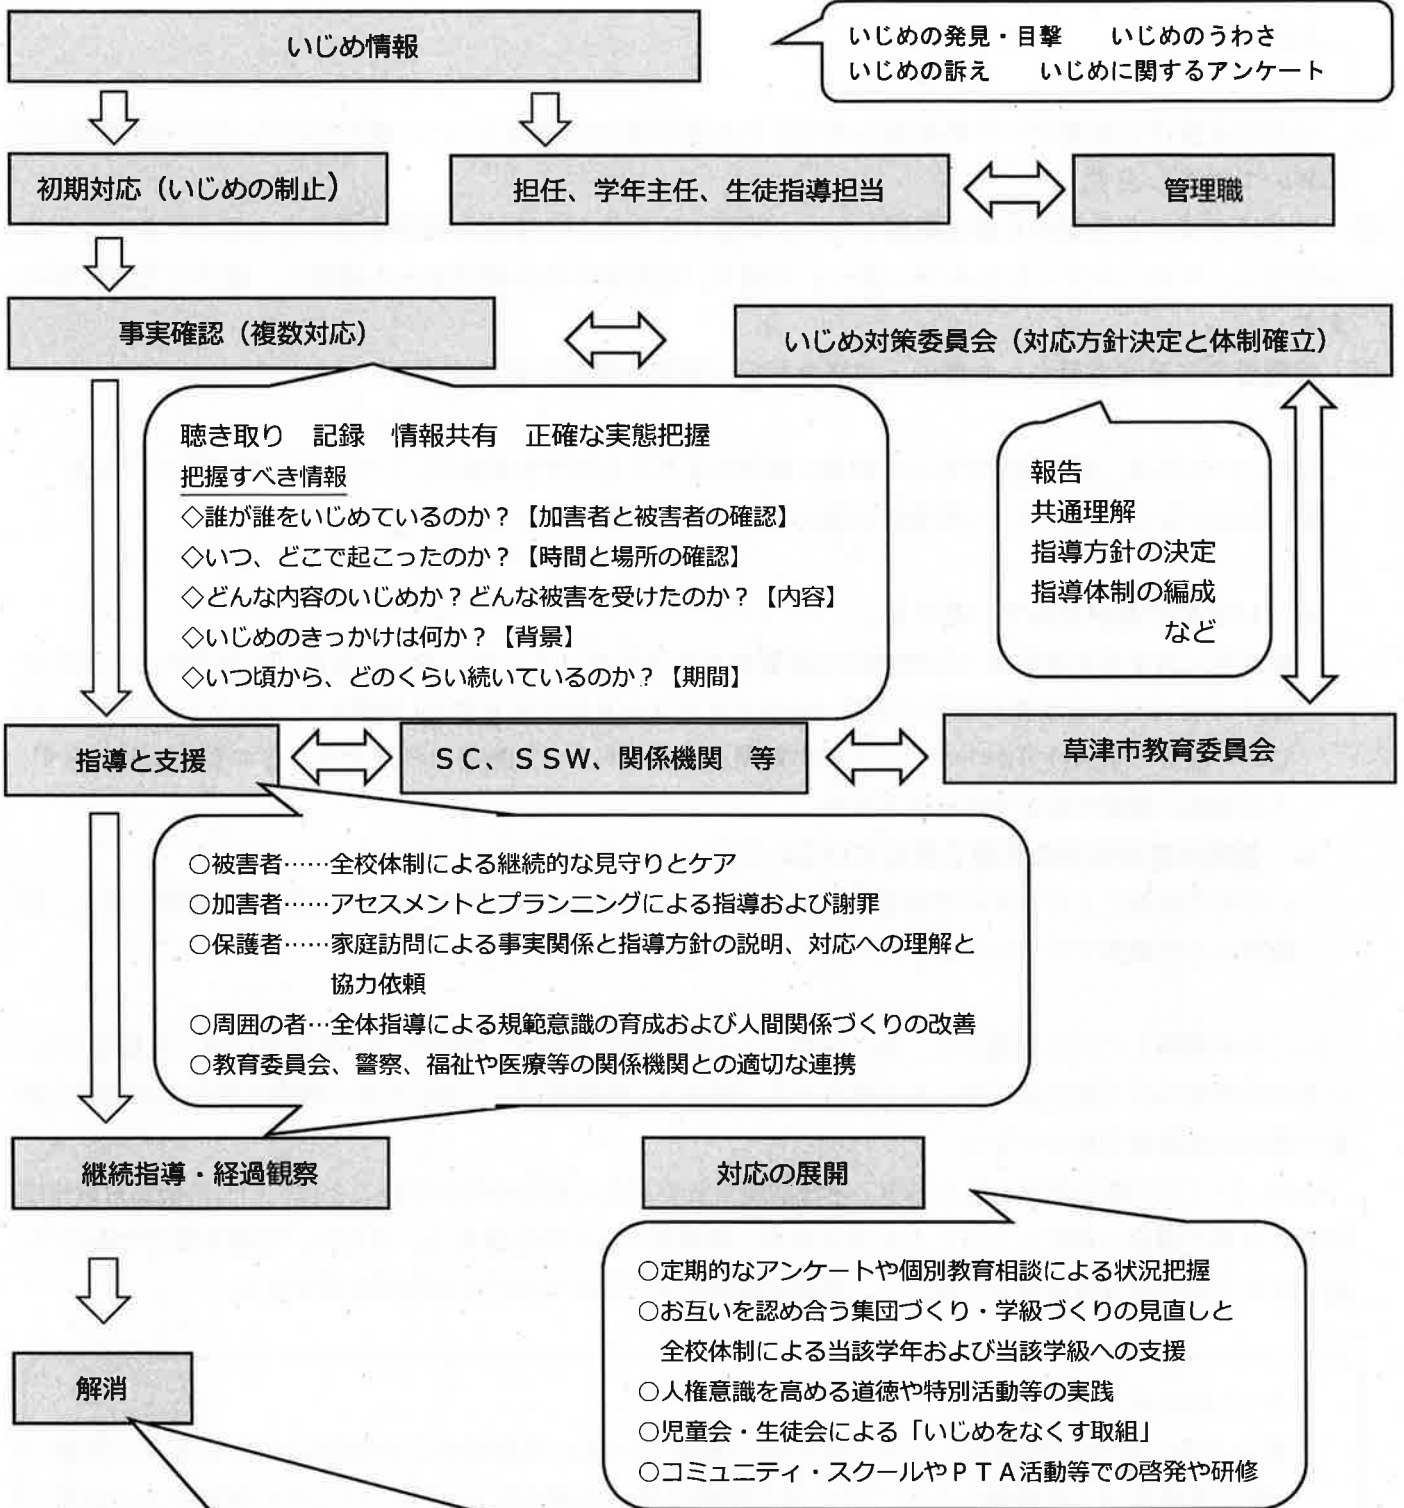 いじめ情報
いじめの発見・目撃　いじめのうわさ
いじめの訴え　いじめに関するアンケート
初期対応（いじめの制止）
担任、学年主任、生徒指導担当
管理職
事実確認（複数対応）
いじめ対策委員会（対応方針決定と体制確立）
聴き取り　記録　情報共有　正確な実態把握
把握すべき情報
◇誰が誰をいじめているのか？【加害者と被害者の確認】
◇いつ、どこで起こったのか？【時間と場所の確認】
◇どんな内容のいじめか？どんな被害を受けたのか？【内容】
◇いじめのきっかけは何か？【背景】
◇いつ頃から、どのくらい続いているのか？【期間】
報告
共通理解
指導方針の決定
指導体制の編成
など
指導と支援
ＳＣ、ＳＳＷ、関係機関　等
草津市教育委員会
○被害者……全校体制による継続的な見守りとケア
○加害者……アセスメントとプランニングによる指導および謝罪
○保護者……家庭訪問による事実関係と指導方針の説明、対応への理解と
協力依頼
○周囲の者…全体指導による規範意識の育成および人間関係づくりの改善
○教育委員会、警察、福祉や医療等の関係機関との適切な連携
継続指導・経過観察
対応の展開
○定期的なアンケートや個別教育相談による状況把握
○お互いを認め合う集団づくり・学級づくりの見直しと
全校体制による当該学年および当該学級への支援
○人権意識を高める道徳や特別活動等の実践
○児童会・生徒会による「いじめをなくす取組」
○コミュニティ・スクールやＰＴＡ活動等での啓発や研修
解消